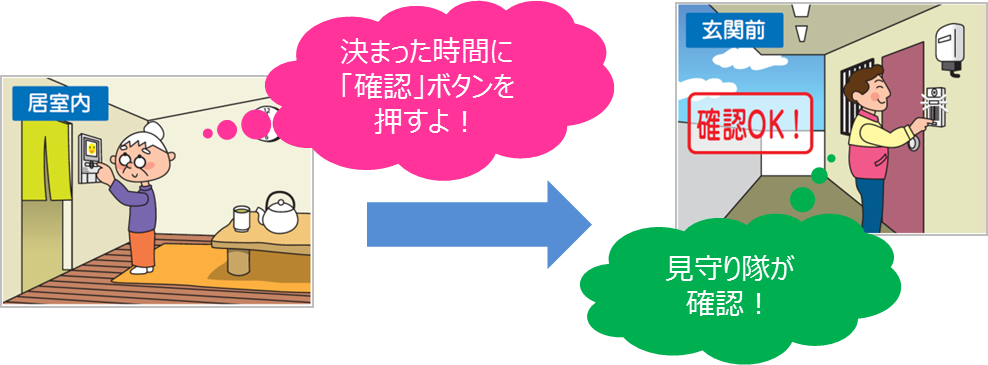 居室内
決まった時間に
「確認」ボタンを
押すよ！
玄関前
確認OK！
見守り隊が
確認！